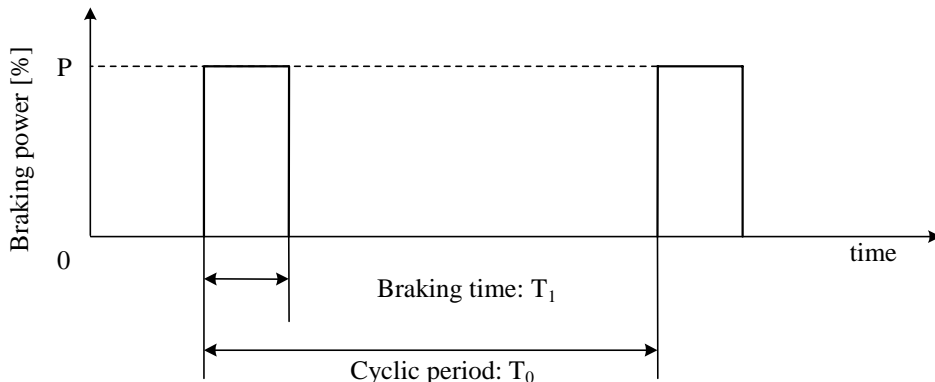 Braking power [%]
P
0
time
Braking time: T₁
Cyclic period: T₀